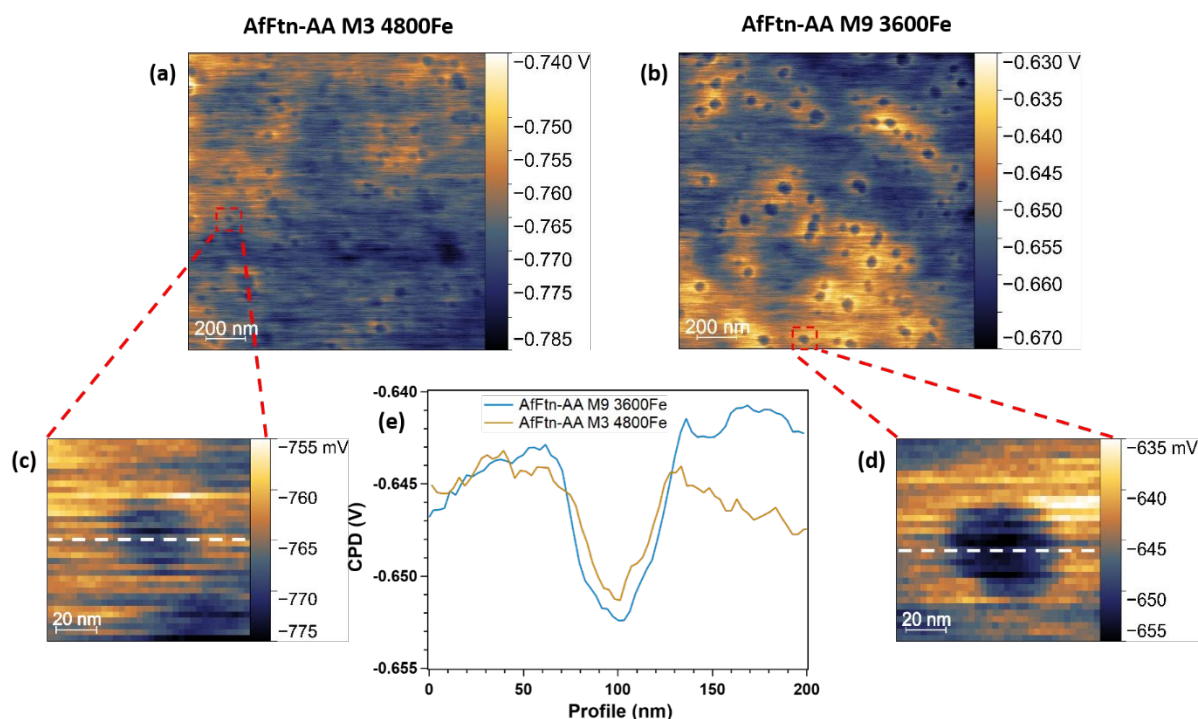 AfFtn-AA M3 4800Fe
AfFtn-AA M9 3600Fe
(a)
−0.740 V
−0.750
−0.755
−0.760
−0.765
−0.770
−0.775
−0.785
200 nm
(b)
−0.630 V
−0.635
−0.640
−0.645
−0.650
−0.655
−0.660
−0.670
200 nm
(c)
−755 mV
−760
−765
−770
−775
20 nm
(e)
AfFtn-AA M9 3600Fe
AfFtn-AA M3 4800Fe
CPD (V)
-0.640
-0.645
-0.650
-0.655
0 50 100 150 200
Profile (nm)
(d)
−635 mV
−640
−645
−650
−655
20 nm